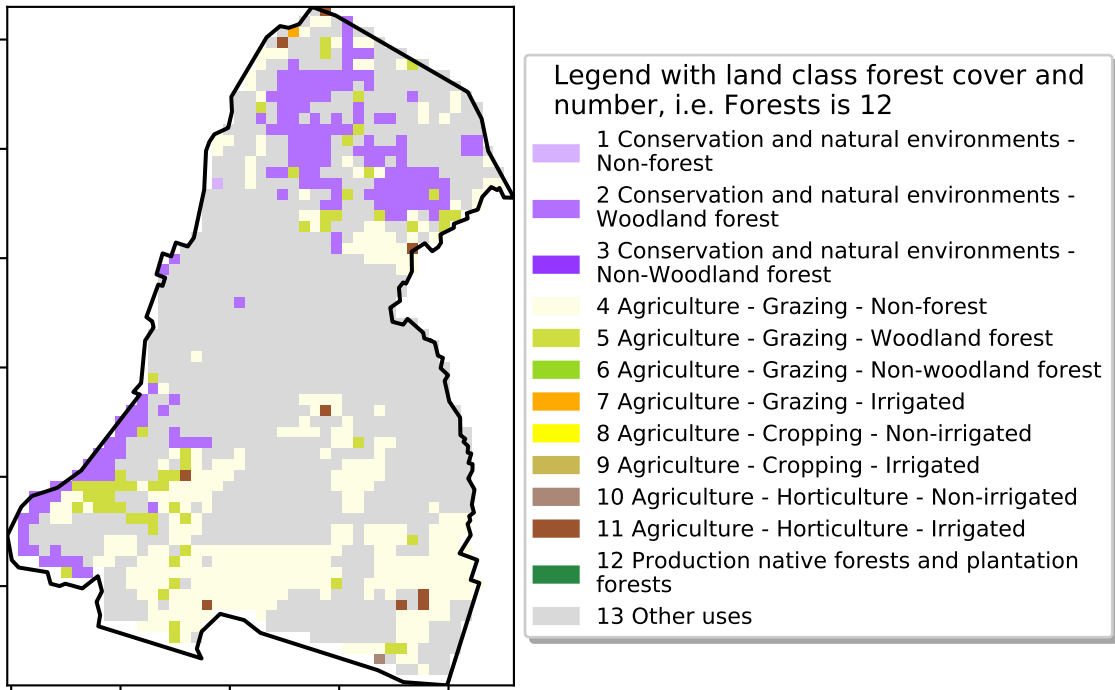 Legend with land class forest cover and
number, i.e. Forests is 12
1 Conservation and natural environments -
Non-forest
2 Conservation and natural environments -
Woodland forest
3 Conservation and natural environments -
Non-Woodland forest
4 Agriculture - Grazing - Non-forest
5 Agriculture - Grazing - Woodland forest
6 Agriculture - Grazing - Non-woodland forest
7 Agriculture - Grazing - Irrigated
8 Agriculture - Cropping - Non-irrigated
9 Agriculture - Cropping - Irrigated
10 Agriculture - Horticulture - Non-irrigated
11 Agriculture - Horticulture - Irrigated
12 Production native forests and plantation
forests
13 Other uses